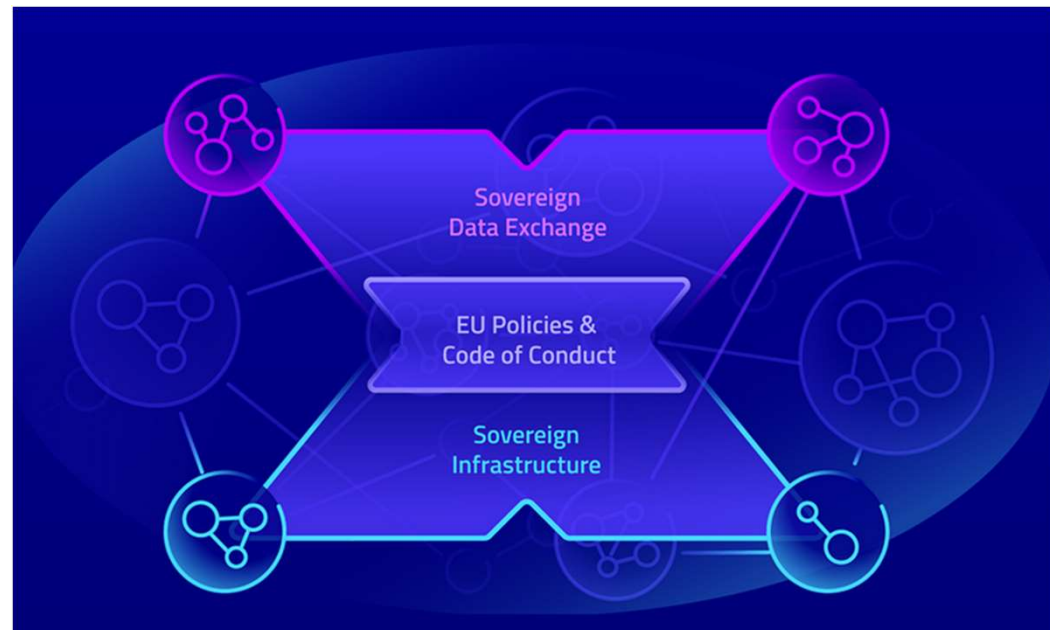 Sovereign
Data Exchange
EU Policies &
Code of Conduct
Sovereign
Infrastructure